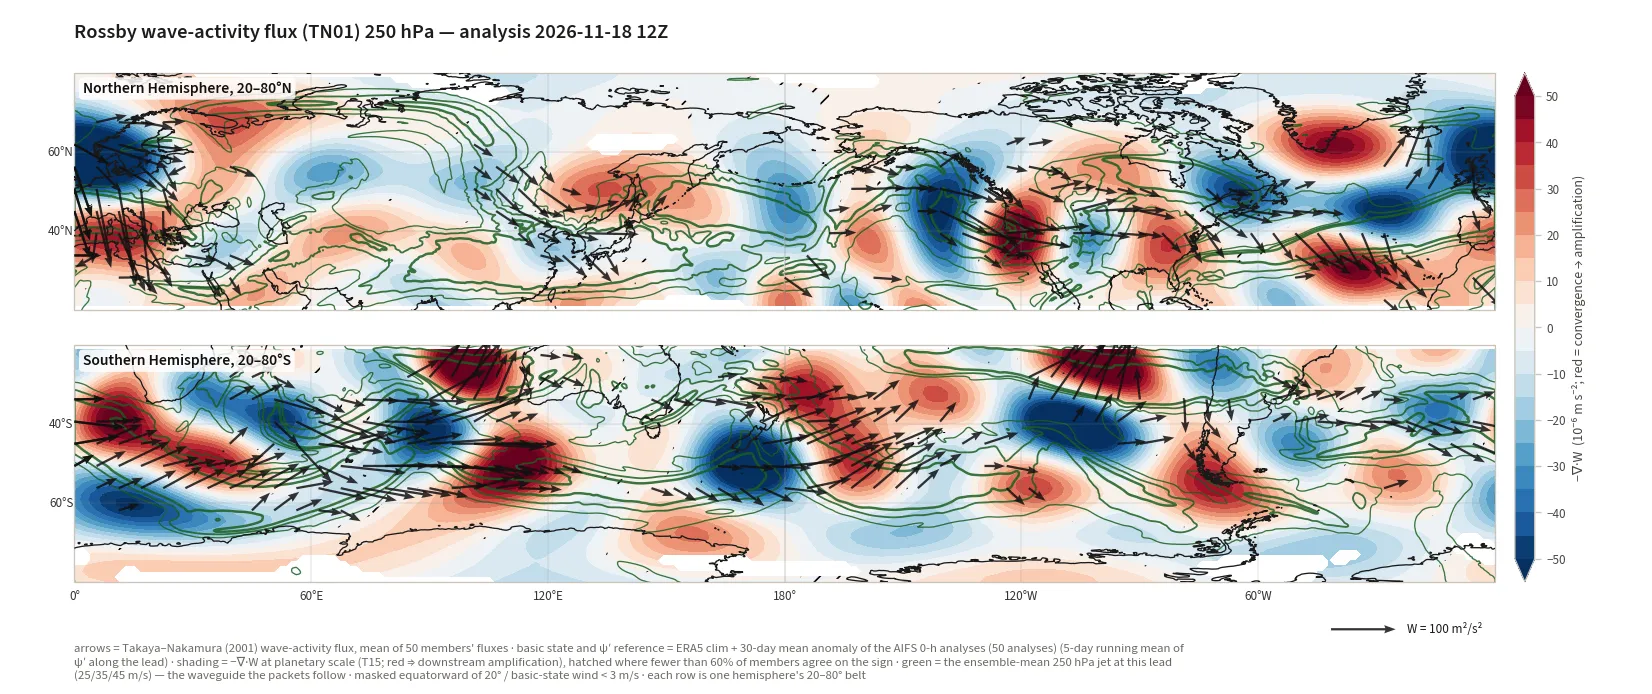 Rossby wave-activity flux (TN01) 250 hPa — analysis 2026-11-18 12Z
Northern Hemisphere, 20–80°N
60°N
40°N
Southern Hemisphere, 20–80°S
40°S
60°S
0°
60°E
120°E
180°
120°W
60°W
50
40
30
20
10
0
−10
−20
−30
−40
−50
−∇·W (10⁻⁶ m s⁻²; red = convergence → amplification)
W = 100 m²/s²
arrows = Takaya–Nakamura (2001) wave-activity flux, mean of 50 members' fluxes · basic state and ψ' reference = ERA5 clim + 30-day mean anomaly of the AIFS 0-h analyses (50 analyses) (5-day running mean of
ψ' along the lead) · shading = −∇·W at planetary scale (T15; red ⇒ downstream amplification), hatched where fewer than 60% of members agree on the sign · green = the ensemble-mean 250 hPa jet at this lead
(25/35/45 m/s) — the waveguide the packets follow · masked equatorward of 20° / basic-state wind < 3 m/s · each row is one hemisphere's 20–80° belt